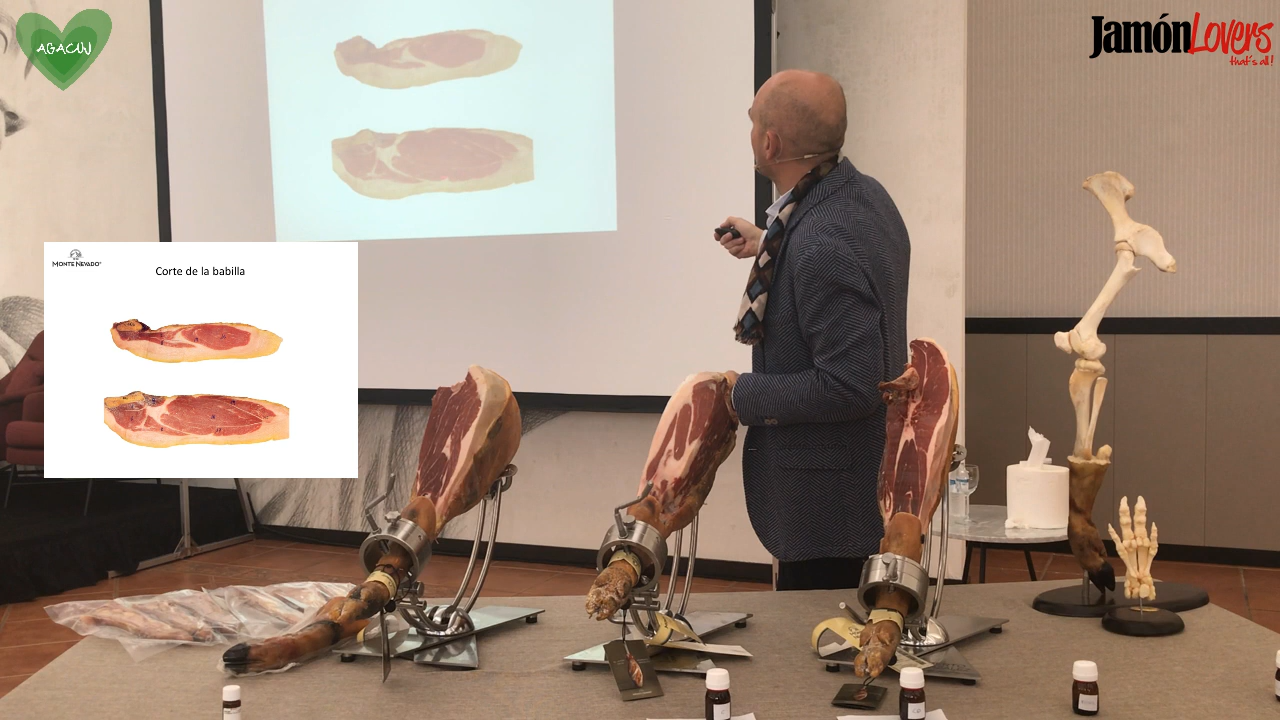 AGACUJ
JamónLovers
that's all!
MONTE NEVADO
Corte de la babilla